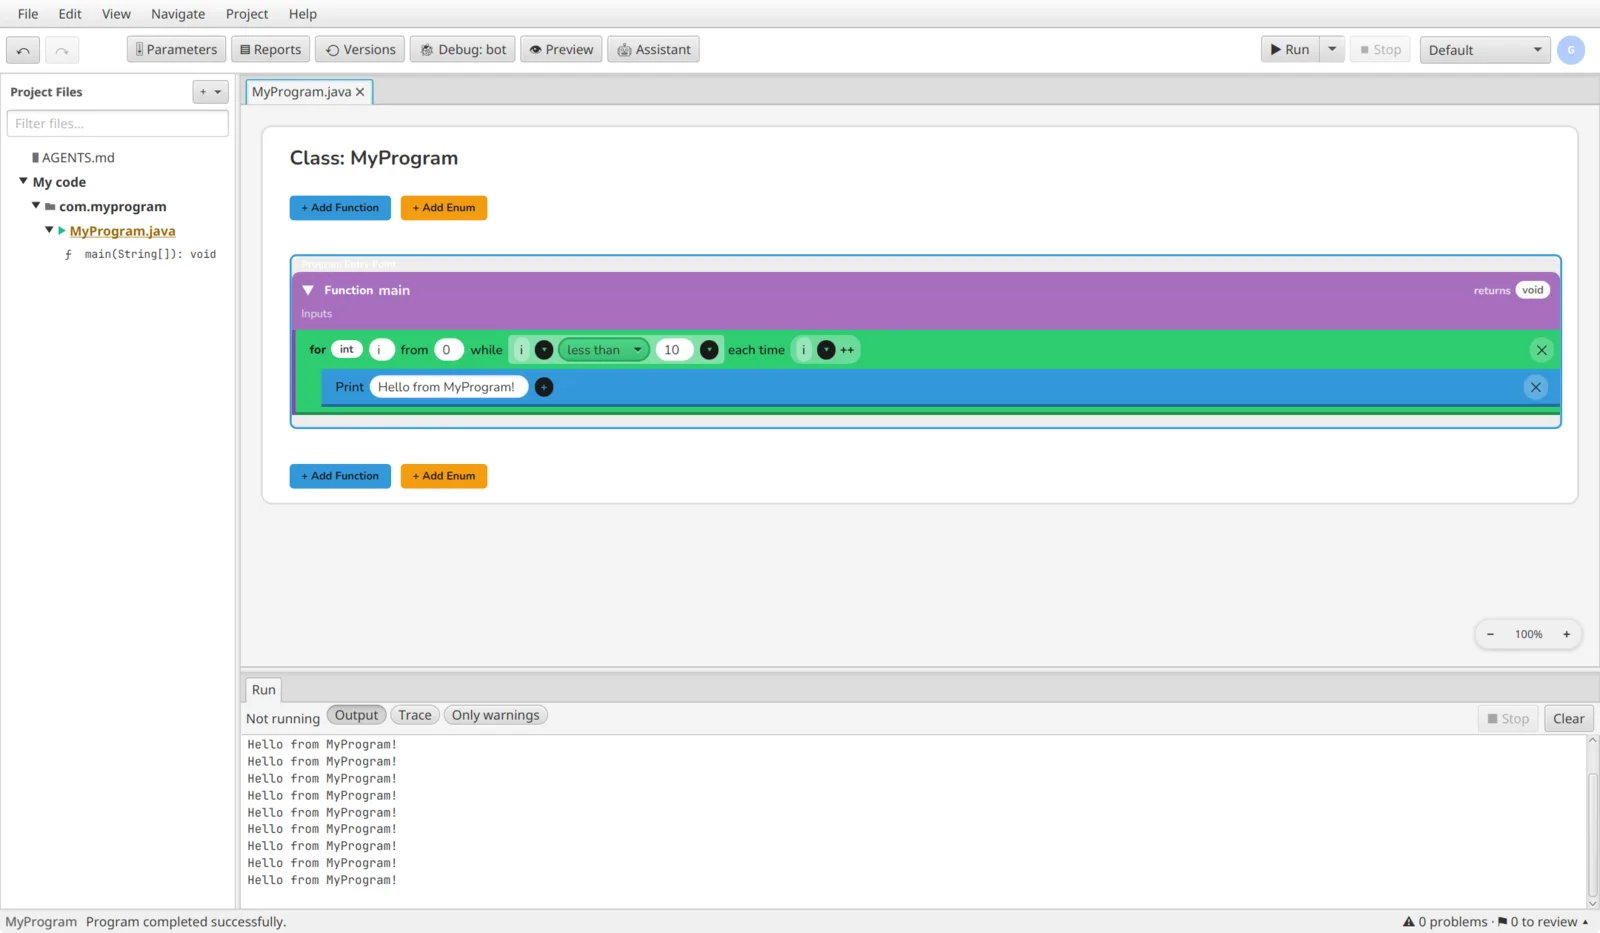 File Edit View Navigate Project Help
Parameters Reports Versions Debug: bot Preview Assistant Run Stop Default G
Project Files +
MyProgram.java
Filter files...
AGENTS.md
My code
com.myprogram
MyProgram.java
main(String[]): void
Class: MyProgram
+ Add Function + Add Enum
Program Entry Point
Function main returns void
Inputs
for int i from 0 while i less than 10 each time i ++
Print Hello from MyProgram! +
+ Add Function + Add Enum
− 100% +
Run
Not running Output Trace Only warnings Stop Clear
Hello from MyProgram!
Hello from MyProgram!
Hello from MyProgram!
Hello from MyProgram!
Hello from MyProgram!
Hello from MyProgram!
Hello from MyProgram!
Hello from MyProgram!
Hello from MyProgram!
MyProgram Program completed successfully. 0 problems · 0 to review